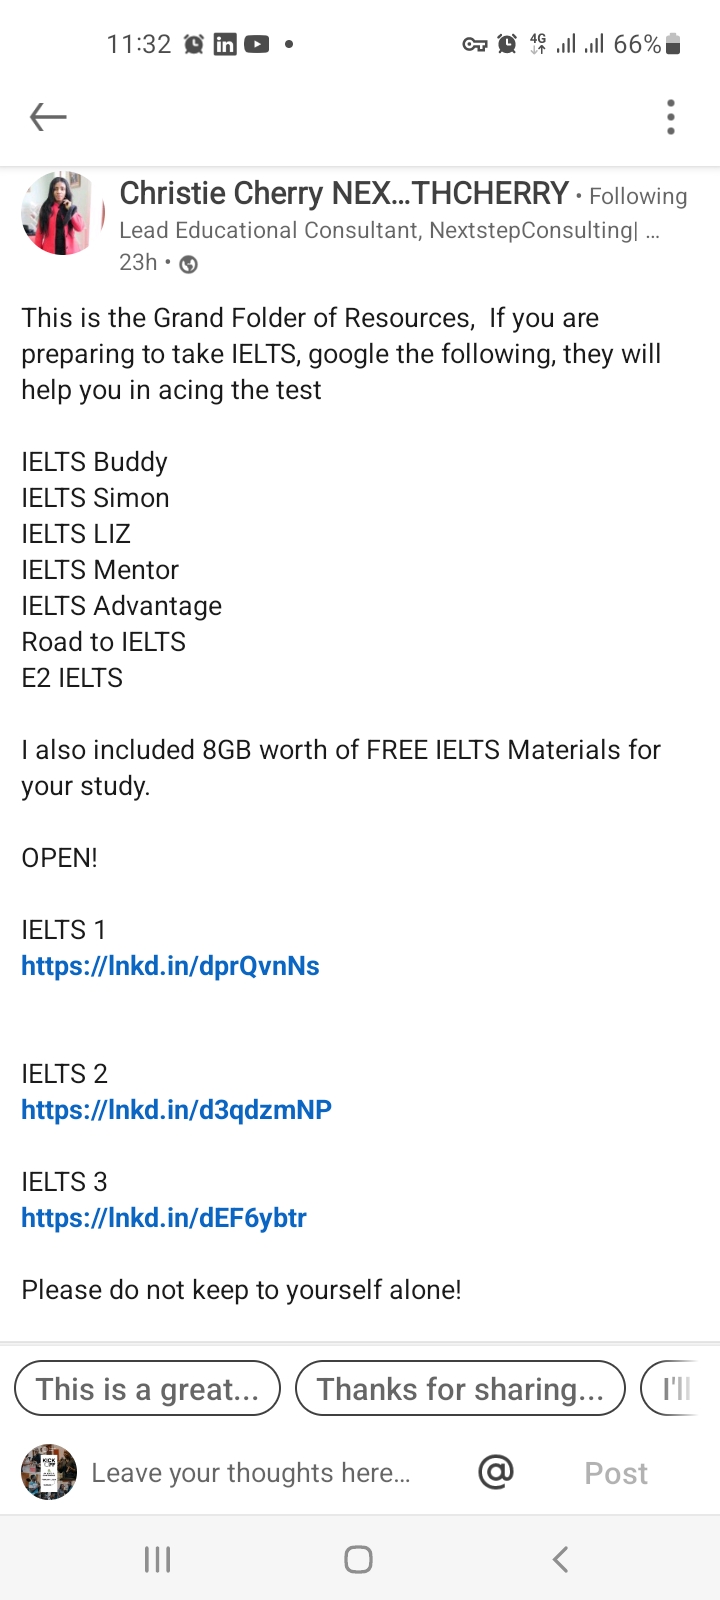 11:32 4G 66%
Christie Cherry NEX...THCHERRY • Following
Lead Educational Consultant, NextstepConsulting| ...
23h •
This is the Grand Folder of Resources,  If you are
preparing to take IELTS, google the following, they will
help you in acing the test
IELTS Buddy
IELTS Simon
IELTS LIZ
IELTS Mentor
IELTS Advantage
Road to IELTS
E2 IELTS
I also included 8GB worth of FREE IELTS Materials for
your study.
OPEN!
IELTS 1
https://lnkd.in/dprQvnNs
IELTS 2
https://lnkd.in/d3qdzmNP
IELTS 3
https://lnkd.in/dEF6ybtr
Please do not keep to yourself alone!
This is a great... Thanks for sharing... I'll
Leave your thoughts here... @ Post